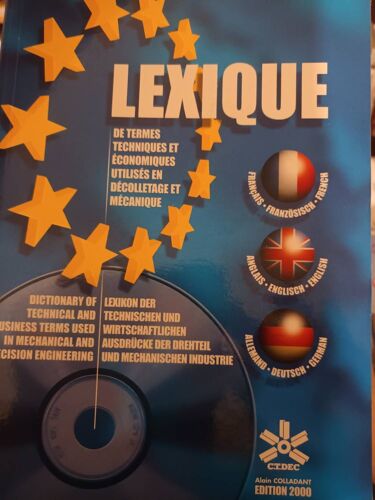 LEXIQUE
DE TERMES
TECHNIQUES ET
ÉCONOMIQUES
UTILISÉS EN
DÉCOLLETAGE ET
MÉCANIQUE
FRANÇAIS • FRANZÖSISCH • FRENCH
ANGLAIS • ENGLISCH • ENGLISH
ALLEMAND • DEUTSCH • GERMAN
DICTIONARY OF
TECHNICAL AND
USINESS TERMS USED
IN MECHANICAL AND
CISION ENGINEERING
LEXIKON DER
TECHNISCHEN UND
WIRTSCHAFTLICHEN
AUSDRÜCKE DER DREHTEIL
UND MECHANISCHEN INDUSTRIE
C.T.DEC
Alain COLLADANT
EDITION 2000